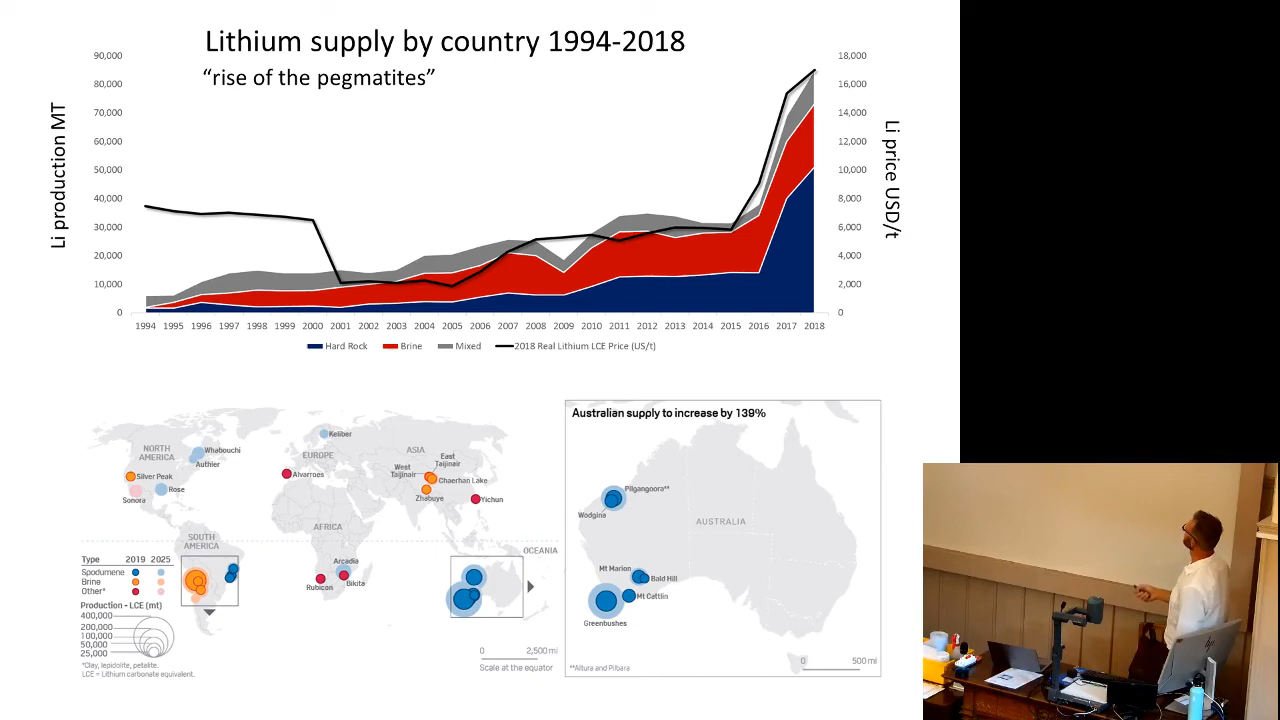 Lithium supply by country 1994-2018
“rise of the pegmatites”
Li production MT
90,000
80,000
70,000
60,000
50,000
40,000
30,000
20,000
10,000
0
18,000
16,000
14,000
12,000
10,000
8,000
6,000
4,000
2,000
0
Li price USD/t
1994 1995 1996 1997 1998 1999 2000 2001 2002 2003 2004 2005 2006 2007 2008 2009 2010 2011 2012 2013 2014 2015 2016 2017 2018
Hard Rock Brine Mixed 2018 Real Lithium LCE Price (US/t)
NORTH AMERICA
Whabouchi
Authier
Silver Peak
Rose
Sonora
Keliber
EUROPE
Alvarroes
ASIA
East Taijinair
West Taijinair
Chaerhan Lake
Zhabuye
Yichun
AFRICA
SOUTH AMERICA
Arcadia
Rubicon
Bikita
OCEANIA
Type 2019 2025
Spodumene
Brine
Other*
Production - LCE (mt)
400,000
200,000
100,000
50,000
25,000
*Clay, lepidolite, petalite.
LCE = Lithium carbonate equivalent.
0 2,500 mi
Scale at the equator
Australian supply to increase by 139%
Pilgangoora**
Wodgina
AUSTRALIA
Mt Marion
Bald Hill
Mt Cattlin
Greenbushes
**Altura and Pilbara
0 500 mi